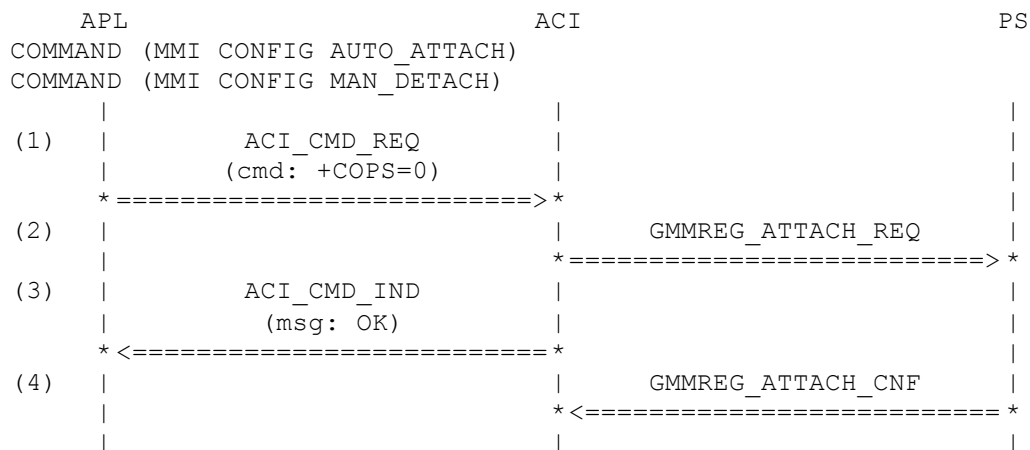 APL ACI PS
COMMAND (MMI CONFIG AUTO_ATTACH)
COMMAND (MMI CONFIG MAN_DETACH)
| | |
(1) | ACI_CMD_REQ | |
| (cmd: +COPS=0) | |
*==========================>* |
(2) | | GMMREG_ATTACH_REQ |
| *==========================>*
(3) | ACI_CMD_IND | |
| (msg: OK) | |
*<==========================* |
(4) | | GMMREG_ATTACH_CNF |
| *<==========================*
| | |